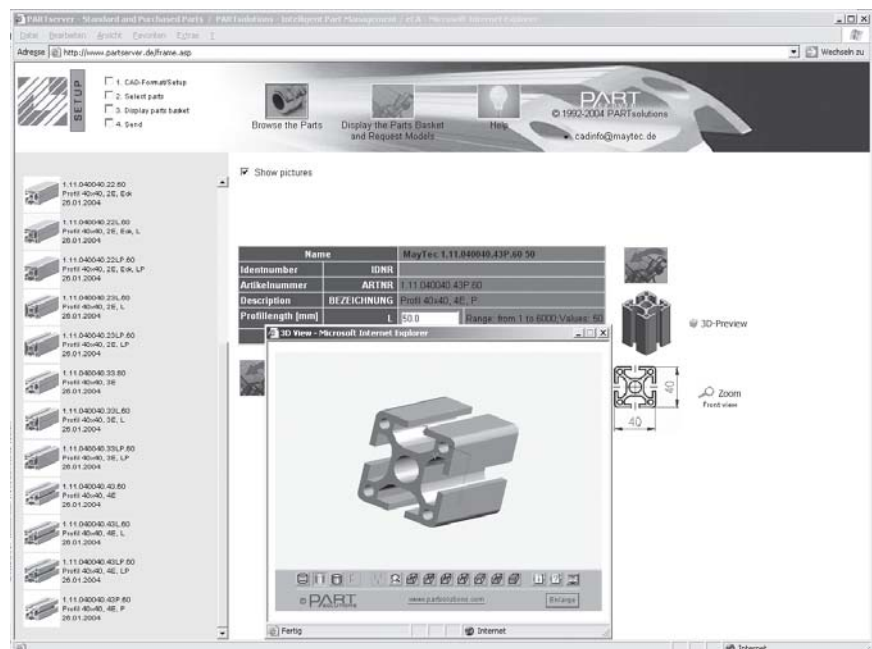 PARTserver - Standard and Purchased Parts / PARTsolutions - Intelligent Part Management / eCA - Microsoft Internet Explorer
Datei Bearbeiten Ansicht Favoriten Extras ?
Adresse http://www.partserver.de/frame.asp
Wechseln zu
SETUP
1. CAD-Format/Setup
2. Select parts
3. Display parts basket
4. Send
Browse the Parts
Display the Parts Basket
and Request Models
Help
PART
SOLUTIONS
© 1992-2004 PARTsolutions
cadinfo@maytec.de
Show pictures
1.11.040040.22.60
Profil 40x40, 2E, Eck
26.01.2004
1.11.040040.22L.60
Profil 40x40, 2E, Eck, L
26.01.2004
1.11.040040.22LP.60
Profil 40x40, 2E, Eck, LP
26.01.2004
1.11.040040.23L.60
Profil 40x40, 2E, L
26.01.2004
1.11.040040.23LP.60
Profil 40x40, 2E, LP
26.01.2004
1.11.040040.33.60
Profil 40x40, 3E
26.01.2004
1.11.040040.33L.60
Profil 40x40, 3E, L
26.01.2004
1.11.040040.33LP.60
Profil 40x40, 3E, LP
26.01.2004
1.11.040040.43.60
Profil 40x40, 4E
26.01.2004
1.11.040040.43L.60
Profil 40x40, 4E, L
26.01.2004
1.11.040040.43LP.60
Profil 40x40, 4E, LP
26.01.2004
1.11.040040.43P.60
Profil 40x40, 4E, P
26.01.2004
Name MayTec 1.11.040040.43P.60 50
Identnumber IDNR
Artikelnummer ARTNR 1.11.040040.43P.60
Description BEZEICHNUNG Profil 40x40, 4E, P
Profillength [mm] L 50.0 Range: from 1 to 6000;Values: 50
3D-Preview
40
40
Zoom
Front view
3D View - Microsoft Internet Explorer
© PART
SOLUTIONS
www.partsolutions.com
Enlarge
Fertig
Internet
Internet